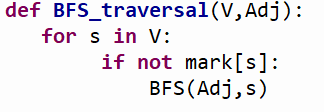 def BFS_traversal(V,Adj):
for s in V:
if not mark[s]:
BFS(Adj,s)